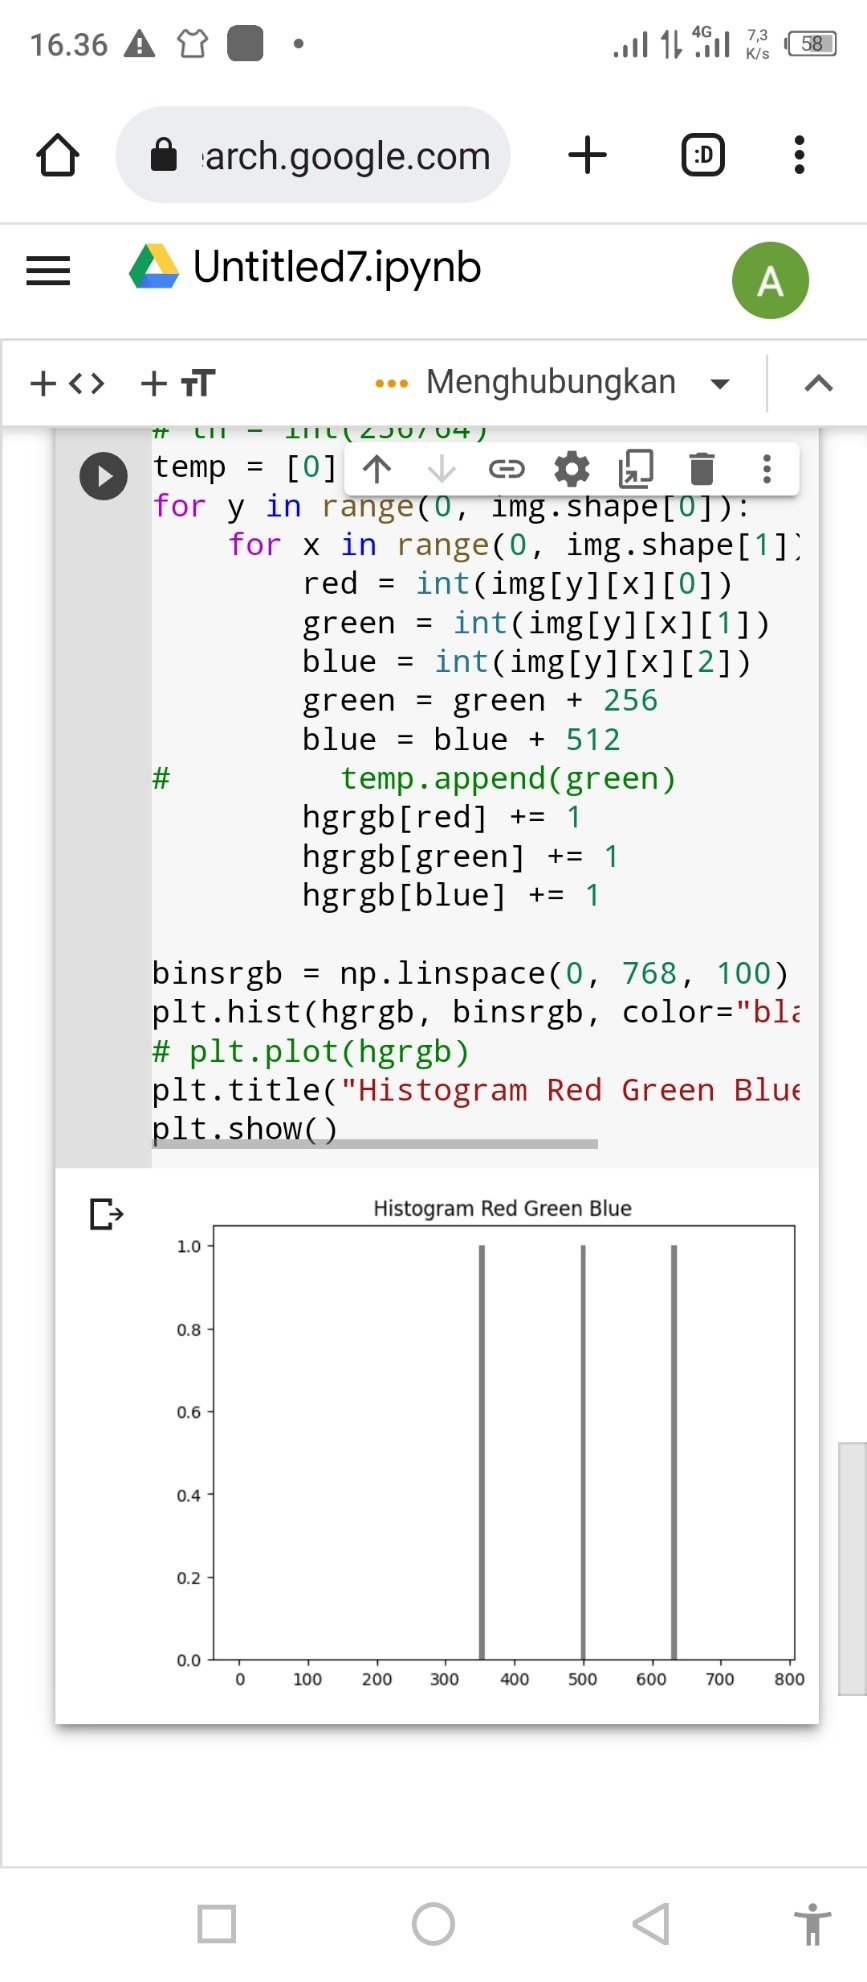 16.36
4G
7,3
K/s
58
arch.google.com
:D
Untitled7.ipynb
A
Menghubungkan
# th = int(256/64)
temp = [0]
for y in range(0, img.shape[0]):
for x in range(0, img.shape[1])
red = int(img[y][x][0])
green = int(img[y][x][1])
blue = int(img[y][x][2])
green = green + 256
blue = blue + 512
# temp.append(green)
hgrgb[red] += 1
hgrgb[green] += 1
hgrgb[blue] += 1
binsrgb = np.linspace(0, 768, 100)
plt.hist(hgrgb, binsrgb, color="bla
# plt.plot(hgrgb)
plt.title("Histogram Red Green Blue
plt.show()
Histogram Red Green Blue
1.0
0.8
0.6
0.4
0.2
0.0
0 100 200 300 400 500 600 700 800